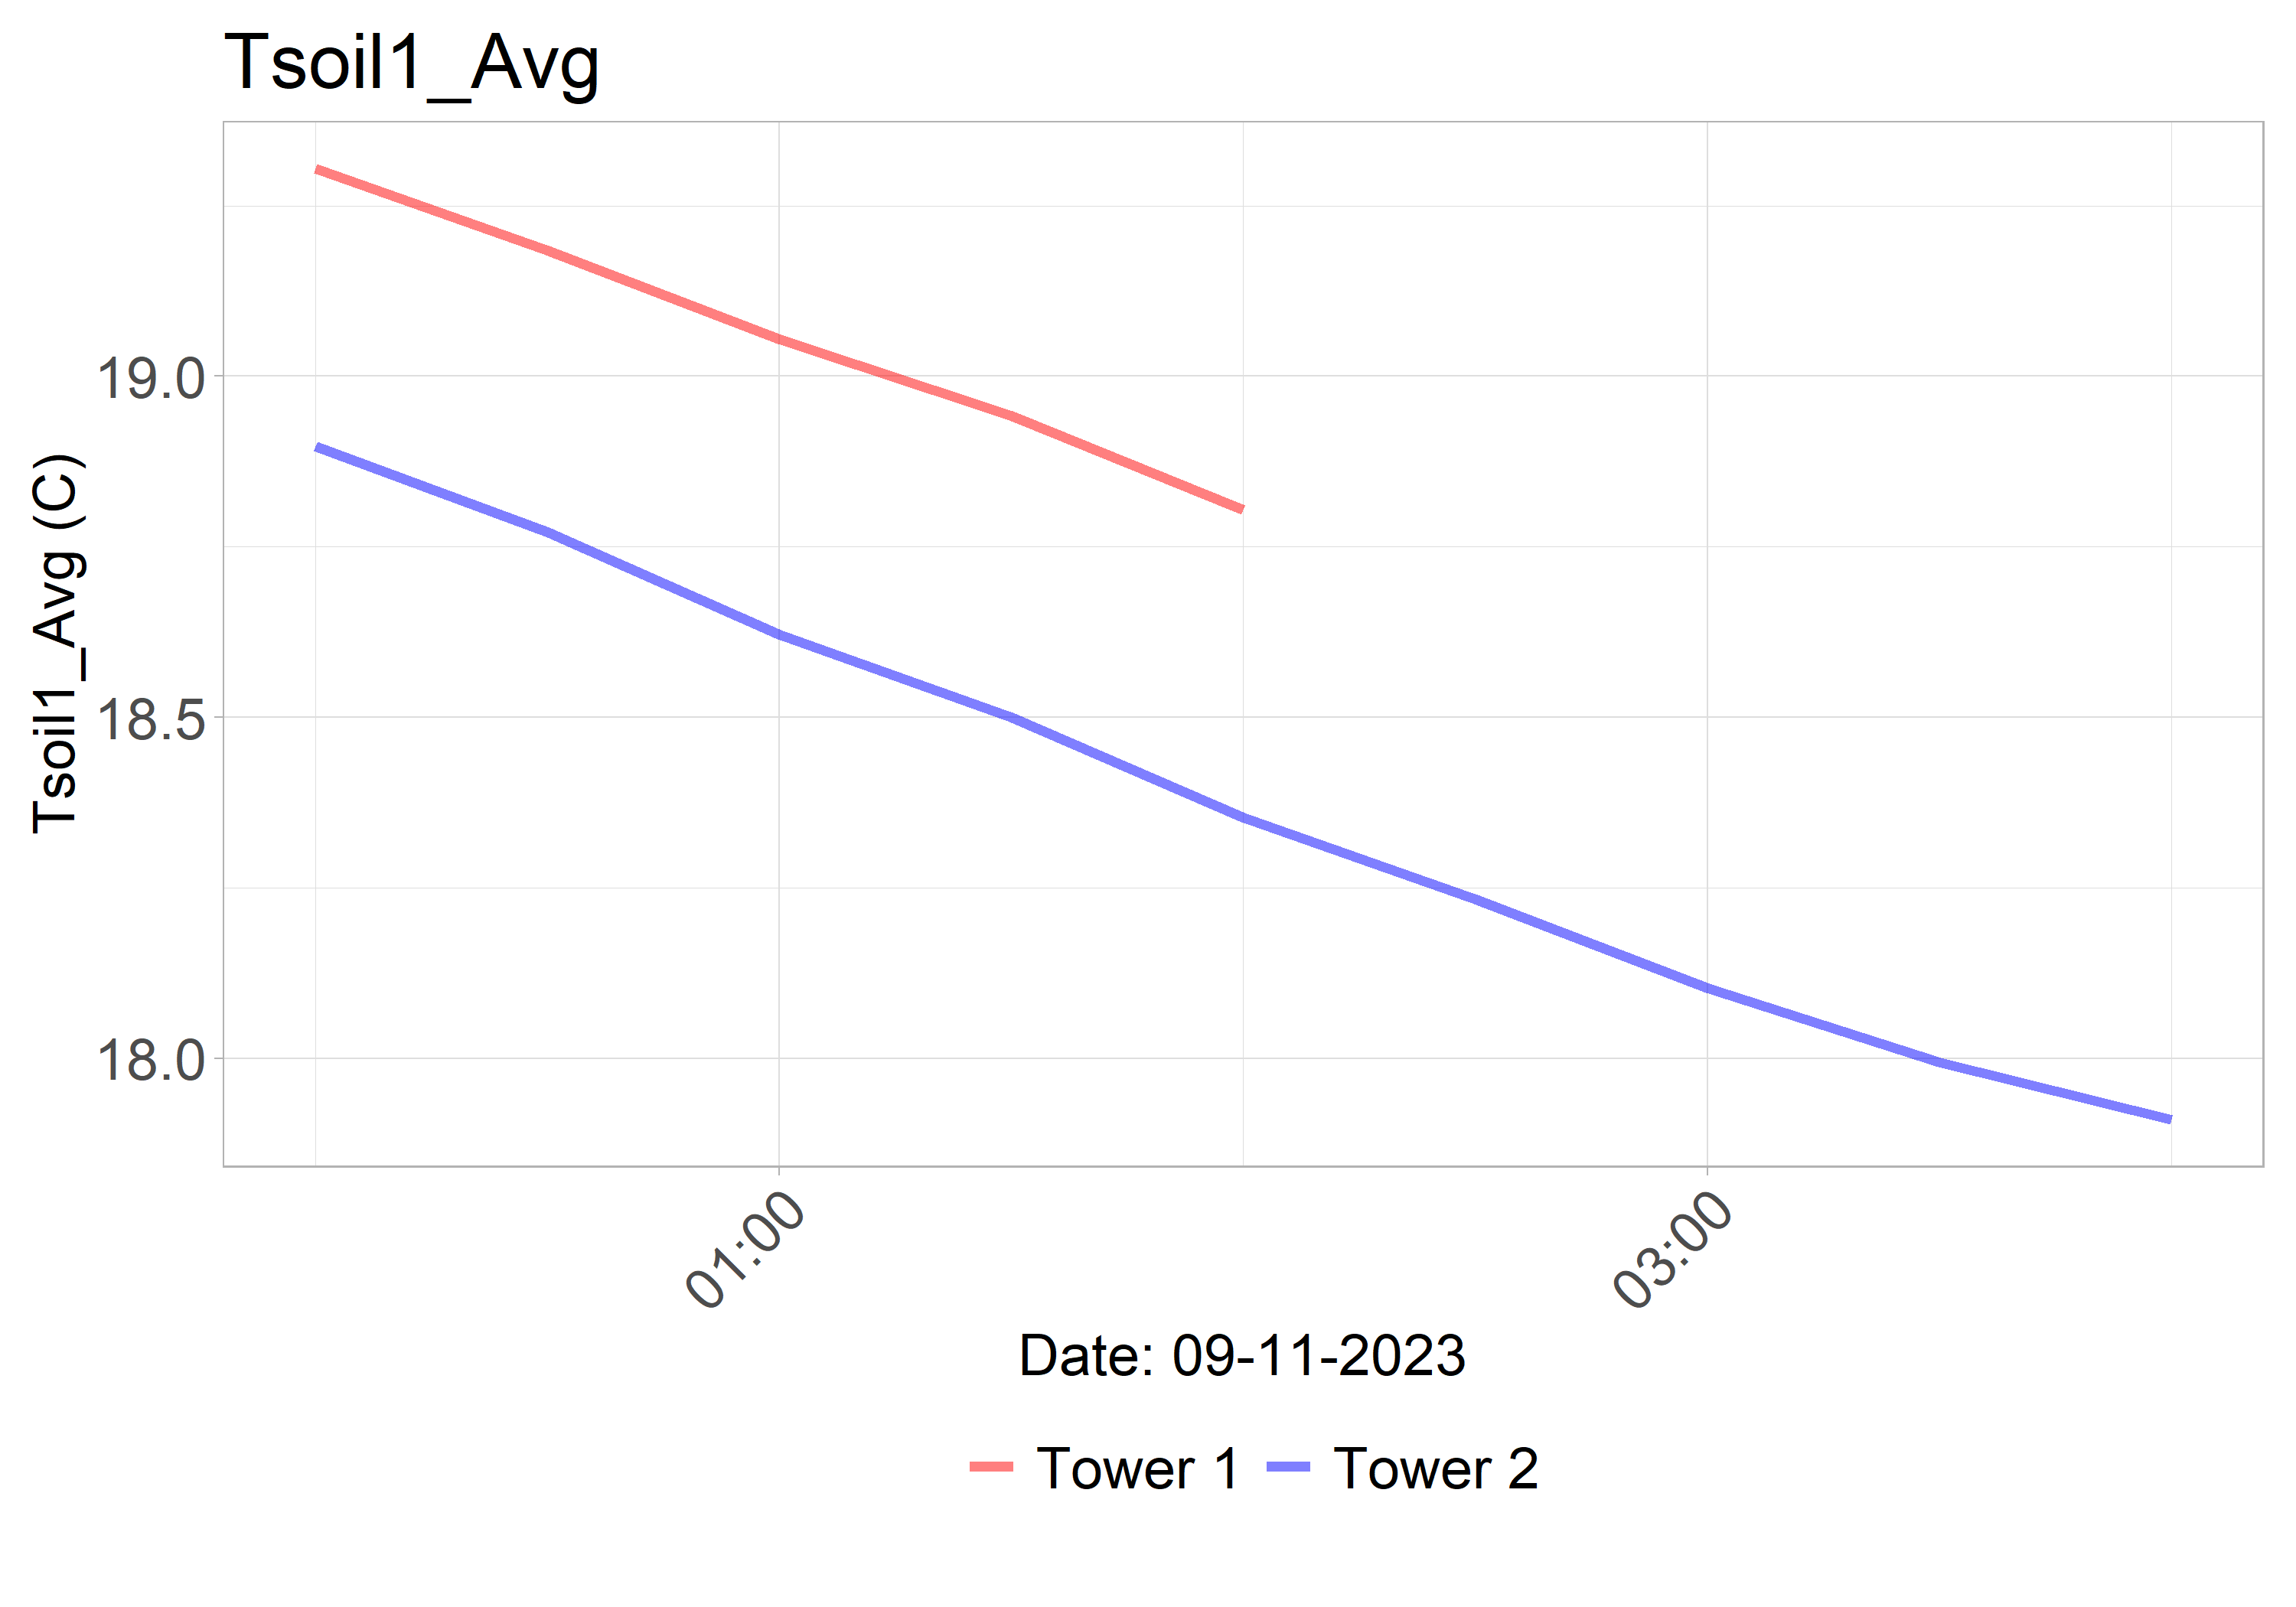 Tsoil1_Avg
Tsoil1_Avg (C)
19.0
18.5
18.0
01:00
03:00
Date: 09-11-2023
Tower 1
Tower 2